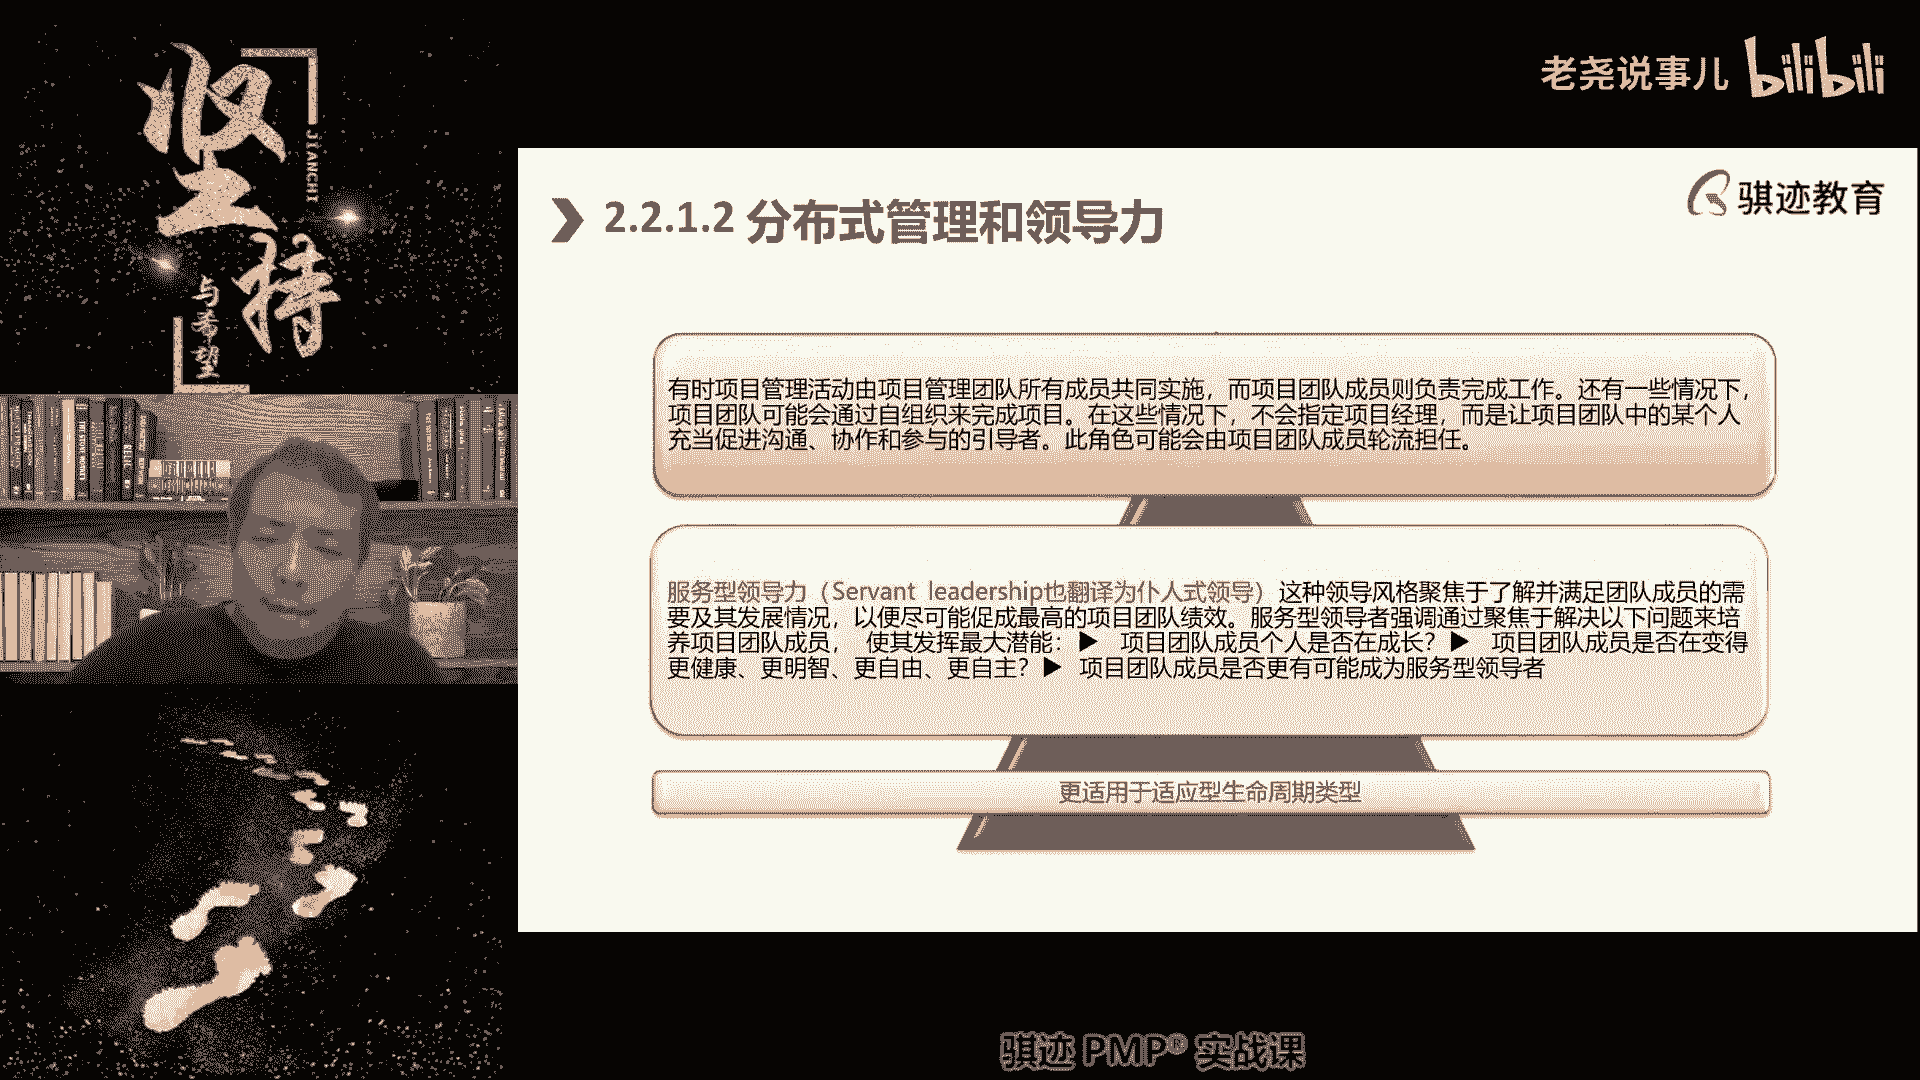 坚持
JIANCHI
与希望
老尧说事儿 bilibili
骐迹教育
2.2.1.2 分布式管理和领导力
有时项目管理活动由项目管理团队所有成员共同实施，而项目团队成员则负责完成工作。还有一些情况下，
项目团队可能会通过自组织来完成项目。在这些情况下，不会指定项目经理，而是让项目团队中的某个人
充当促进沟通、协作和参与的引导者。此角色可能会由项目团队成员轮流担任。
服务型领导力（Servant leadership也翻译为仆人式领导）这种领导风格聚焦于了解并满足团队成员的需
要及其发展情况，以便尽可能促成最高的项目团队绩效。服务型领导者强调通过聚焦于解决以下问题来培
养项目团队成员， 使其发挥最大潜能：▶ 项目团队成员个人是否在成长？▶ 项目团队成员是否在变得
更健康、更明智、更自由、更自主？▶ 项目团队成员是否更有可能成为服务型领导者
更适用于适应型生命周期类型
骐迹 PMP® 实战课